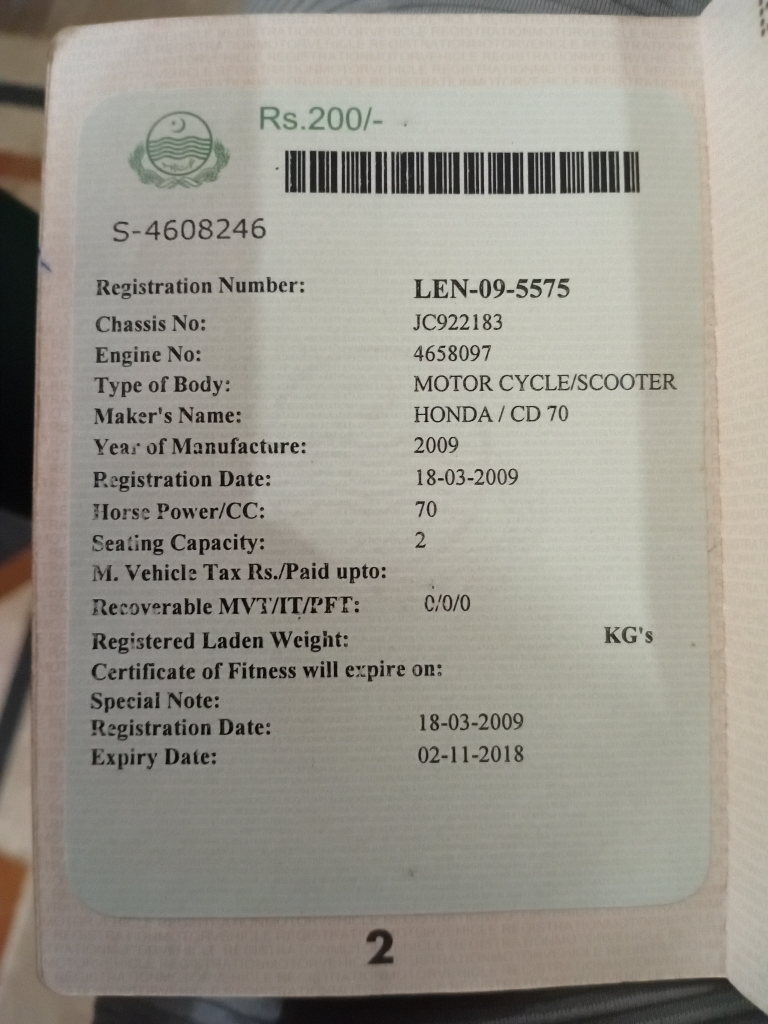 Rs.200/-
S-4608246
Registration Number: LEN-09-5575
Chassis No: JC922183
Engine No: 4658097
Type of Body: MOTOR CYCLE/SCOOTER
Maker's Name: HONDA / CD 70
Year of Manufacture: 2009
Registration Date: 18-03-2009
Horse Power/CC: 70
Seating Capacity: 2
M. Vehicle Tax Rs./Paid upto:
Recoverable MVT/IT/PFT: 0/0/0
Registered Laden Weight: KG's
Certificate of Fitness will expire on:
Special Note:
Registration Date: 18-03-2009
Expiry Date: 02-11-2018
2